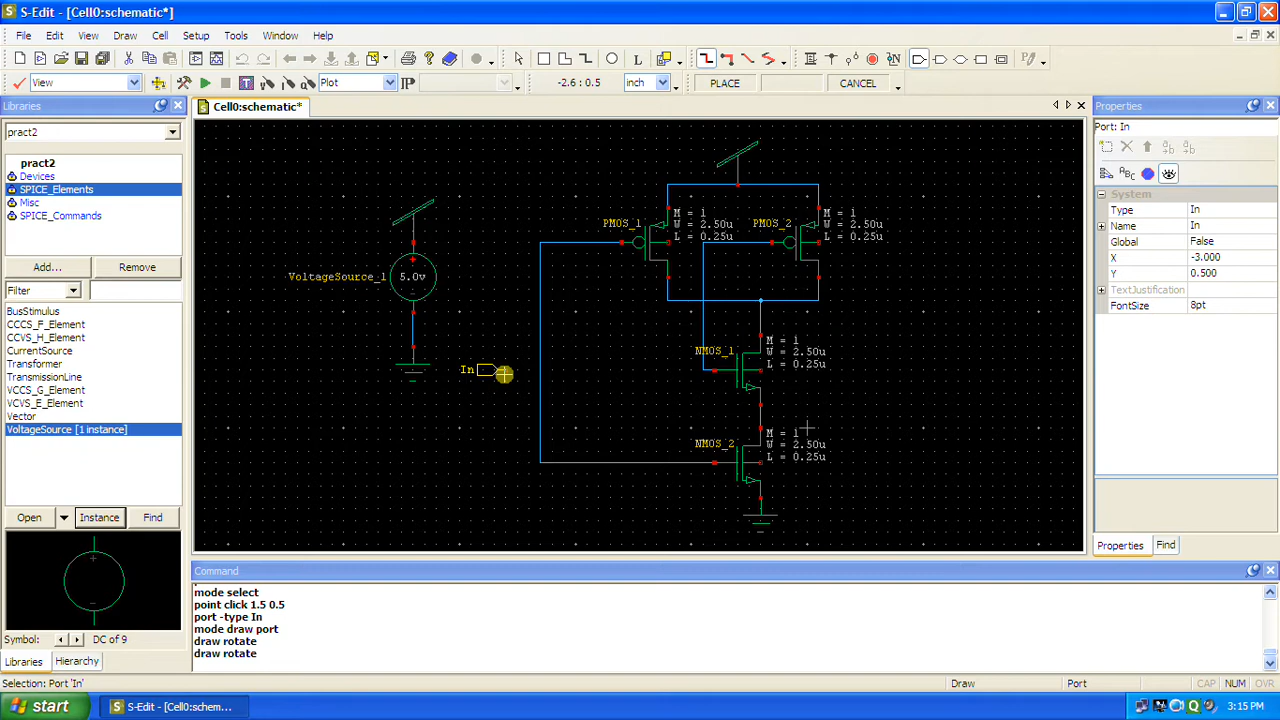 S-Edit - [Cell0:schematic*]
File Edit View Draw Cell Setup Tools Window Help
View Plot -2.6 : 0.5 inch PLACE CANCEL
Libraries
Cell0:schematic*
Properties
pract2
Port: In
pract2
Devices
SPICE_Elements
Misc
SPICE_Commands
Add... Remove
Filter
BusStimulus
CCCS_F_Element
CCVS_H_Element
CurrentSource
Transformer
TransmissionLine
VCCS_G_Element
VCVS_E_Element
Vector
VoltageSource [1 instance]
Open Instance Find
Symbol: DC of 9
Libraries Hierarchy
VoltageSource_1 5.0v
In
PMOS_1
M = 1
W = 2.50u
L = 0.25u
PMOS_2
M = 1
W = 2.50u
L = 0.25u
NMOS_1
M = 1
W = 2.50u
L = 0.25u
NMOS_2
M = 1
W = 2.50u
L = 0.25u
System
Type In
Name In
Global False
X -3.000
Y 0.500
TextJustification
FontSize 8pt
Properties Find
Command
mode select
point click 1.5 0.5
port -type In
mode draw port
draw rotate
draw rotate
Selection: Port 'In' Draw Port CAP NUM OVR
start S-Edit - [Cell0:schem... 3:15 PM